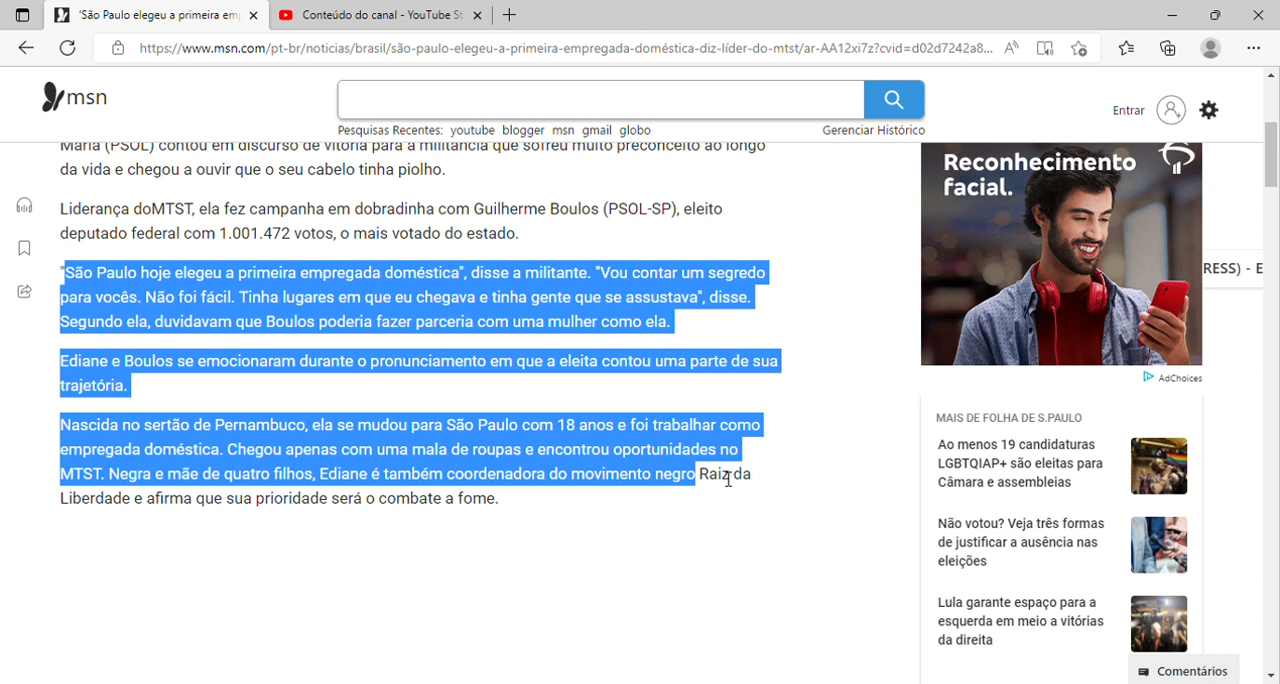 'São Paulo elegeu a primeira em
Conteúdo do canal - YouTube St
https://www.msn.com/pt-br/noticias/brasil/são-paulo-elegeu-a-primeira-empregada-doméstica-diz-líder-do-mtst/ar-AA12xi7z?cvid=d02d7242a8...
msn
Pesquisas Recentes: youtube blogger msn gmail globo
Gerenciar Histórico
Entrar
Maria (PSOL) contou em discurso de vitória para a militância que sofreu muito preconceito ao longo
da vida e chegou a ouvir que o seu cabelo tinha piolho.
Liderança doMTST, ela fez campanha em dobradinha com Guilherme Boulos (PSOL-SP), eleito
deputado federal com 1.001.472 votos, o mais votado do estado.
"São Paulo hoje elegeu a primeira empregada doméstica", disse a militante. "Vou contar um segredo
para vocês. Não foi fácil. Tinha lugares em que eu chegava e tinha gente que se assustava", disse.
Segundo ela, duvidavam que Boulos poderia fazer parceria com uma mulher como ela.
Ediane e Boulos se emocionaram durante o pronunciamento em que a eleita contou uma parte de sua
trajetória.
Nascida no sertão de Pernambuco, ela se mudou para São Paulo com 18 anos e foi trabalhar como
empregada doméstica. Chegou apenas com uma mala de roupas e encontrou oportunidades no
MTST. Negra e mãe de quatro filhos, Ediane é também coordenadora do movimento negro Raiz da
Liberdade e afirma que sua prioridade será o combate a fome.
Reconhecimento
facial.
RESS) - E
AdChoices
MAIS DE FOLHA DE S.PAULO
Ao menos 19 candidaturas
LGBTQIAP+ são eleitas para
Câmara e assembleias
Não votou? Veja três formas
de justificar a ausência nas
eleições
Lula garante espaço para a
esquerda em meio a vitórias
da direita
Comentários